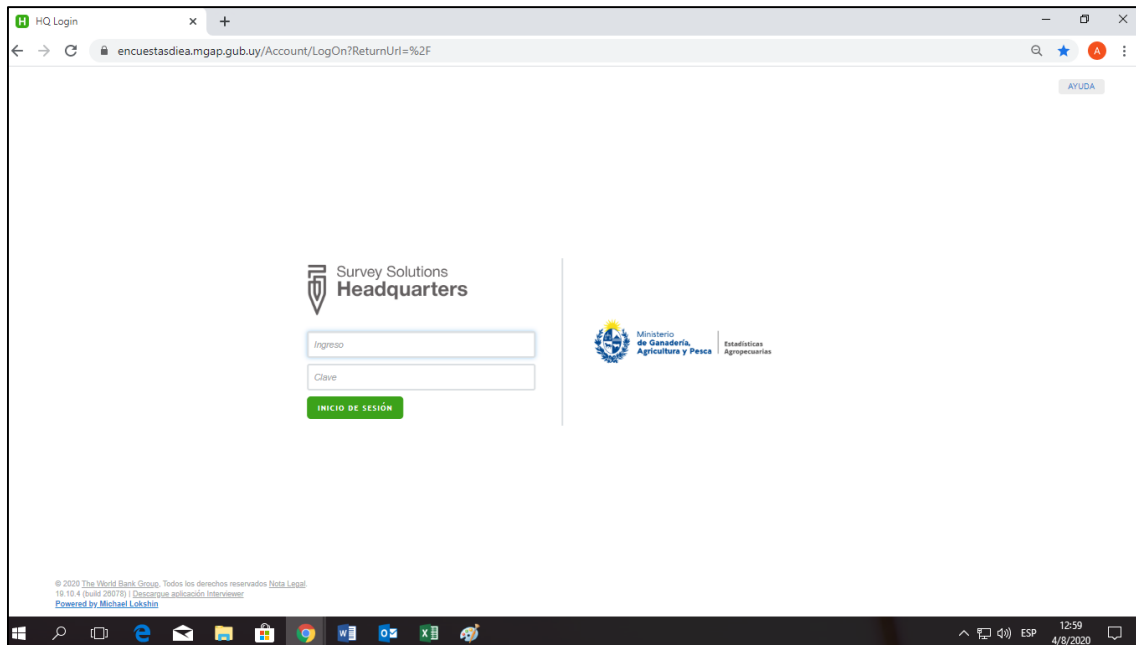 HQ Login
encuestasdiea.mgap.gub.uy/Account/LogOn?ReturnUrl=%2F
A
AYUDA
Survey Solutions
Headquarters
Ingreso
Clave
INICIO DE SESIÓN
Ministerio
de Ganadería,
Agricultura y Pesca
Estadísticas
Agropecuarias
© 2020 The World Bank Group. Todos los derechos reservados Nota Legal.
19.10.4 (build 26078) | Descargue aplicación Interviewer
Powered by Michael Lokshin
ESP
12:59
4/8/2020